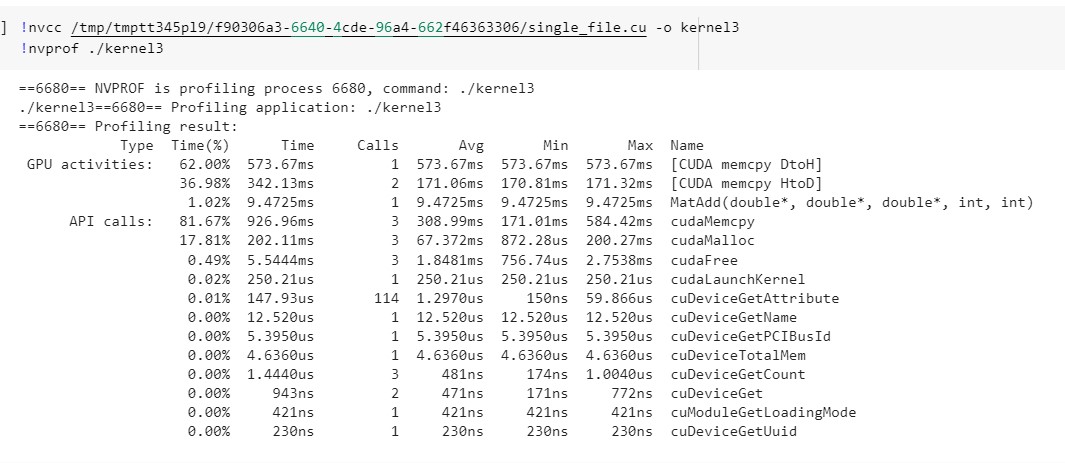 ] !nvcc /tmp/tmptt345pl9/f90306a3-6640-4cde-96a4-662f46363306/single_file.cu -o kernel3
!nvprof ./kernel3
==6680== NVPROF is profiling process 6680, command: ./kernel3
./kernel3==6680== Profiling application: ./kernel3
==6680== Profiling result:
Type Time(%) Time Calls Avg Min Max Name
GPU activities: 62.00% 573.67ms 1 573.67ms 573.67ms 573.67ms [CUDA memcpy DtoH]
36.98% 342.13ms 2 171.06ms 170.81ms 171.32ms [CUDA memcpy HtoD]
1.02% 9.4725ms 1 9.4725ms 9.4725ms 9.4725ms MatAdd(double*, double*, double*, int, int)
API calls: 81.67% 926.96ms 3 308.99ms 171.01ms 584.42ms cudaMemcpy
17.81% 202.11ms 3 67.372ms 872.28us 200.27ms cudaMalloc
0.49% 5.5444ms 3 1.8481ms 756.74us 2.7538ms cudaFree
0.02% 250.21us 1 250.21us 250.21us 250.21us cudaLaunchKernel
0.01% 147.93us 114 1.2970us 150ns 59.866us cuDeviceGetAttribute
0.00% 12.520us 1 12.520us 12.520us 12.520us cuDeviceGetName
0.00% 5.3950us 1 5.3950us 5.3950us 5.3950us cuDeviceGetPCIBusId
0.00% 4.6360us 1 4.6360us 4.6360us 4.6360us cuDeviceTotalMem
0.00% 1.4440us 3 481ns 174ns 1.0040us cuDeviceGetCount
0.00% 943ns 2 471ns 171ns 772ns cuDeviceGet
0.00% 421ns 1 421ns 421ns 421ns cuModuleGetLoadingMode
0.00% 230ns 1 230ns 230ns 230ns cuDeviceGetUuid